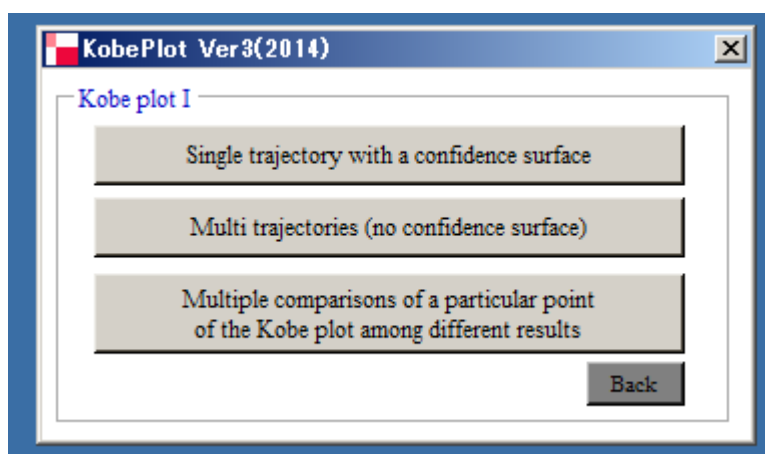 KobePlot Ver3(2014)
Kobe plot I
Single trajectory with a confidence surface
Multi trajectories (no confidence surface)
Multiple comparisons of a particular point
of the Kobe plot among different results
Back